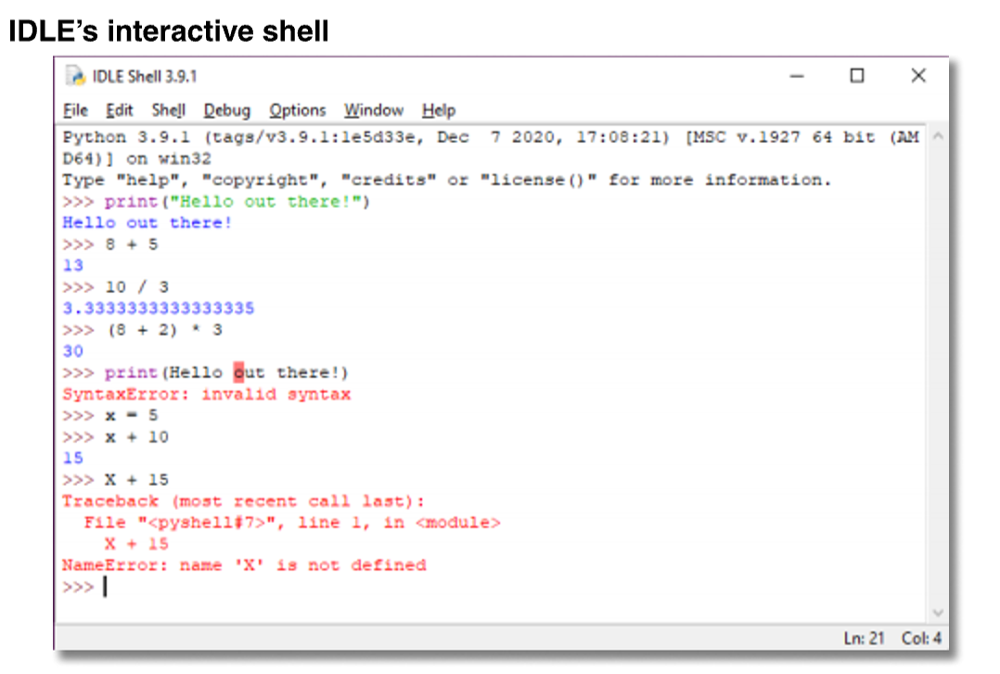 IDLE’s interactive shell
IDLE Shell 3.9.1
File Edit Shell Debug Options Window Help
Python 3.9.1 (tags/v3.9.1:1e5d33e, Dec  7 2020, 17:08:21) [MSC v.1927 64 bit (AM
D64)] on win32
Type "help", "copyright", "credits" or "license()" for more information.
>>> print("Hello out there!")
Hello out there!
>>> 8 + 5
13
>>> 10 / 3
3.3333333333333335
>>> (8 + 2) * 3
30
>>> print(Hello out there!)
SyntaxError: invalid syntax
>>> x = 5
>>> x + 10
15
>>> X + 15
Traceback (most recent call last):
  File "<pyshell#7>", line 1, in <module>
    X + 15
NameError: name 'X' is not defined
>>>
Ln: 21 Col: 4